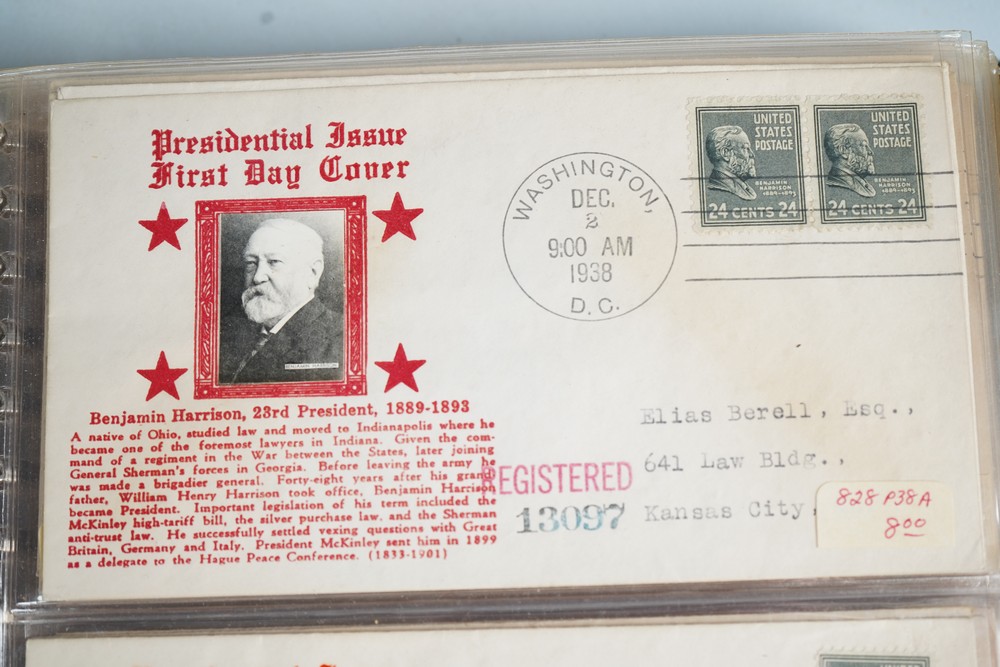 Presidential Issue
First Day Cover
BENJAMIN HARRISON
Benjamin Harrison, 23rd President, 1889-1893
A native of Ohio, studied law and moved to Indianapolis where he
became one of the foremost lawyers in Indiana. Given the com-
mand of a regiment in the War between the States, later joining
General Sherman's forces in Georgia. Before leaving the army he
was made a brigadier general. Forty-eight years after his grand-
father, William Henry Harrison took office, Benjamin Harrison
became President. Important legislation of his term included the
McKinley high-tariff bill, the silver purchase law, and the Sherman
anti-trust law. He successfully settled vexing questions with Great
Britain, Germany and Italy. President McKinley sent him in 1899
as a delegate to the Hague Peace Conference. (1833-1901)
WASHINGTON,
DEC.
2
9:00 AM
1938
D.C.
UNITED
STATES
POSTAGE
BENJAMIN
HARRISON
1889-1893
24 CENTS 24
UNITED
STATES
POSTAGE
BENJAMIN
HARRISON
1889-1893
24 CENTS 24
Elias Berell, Esq.,
641 Law Bldg.,
Kansas City,
REGISTERED
13097
828 P38A
8.00